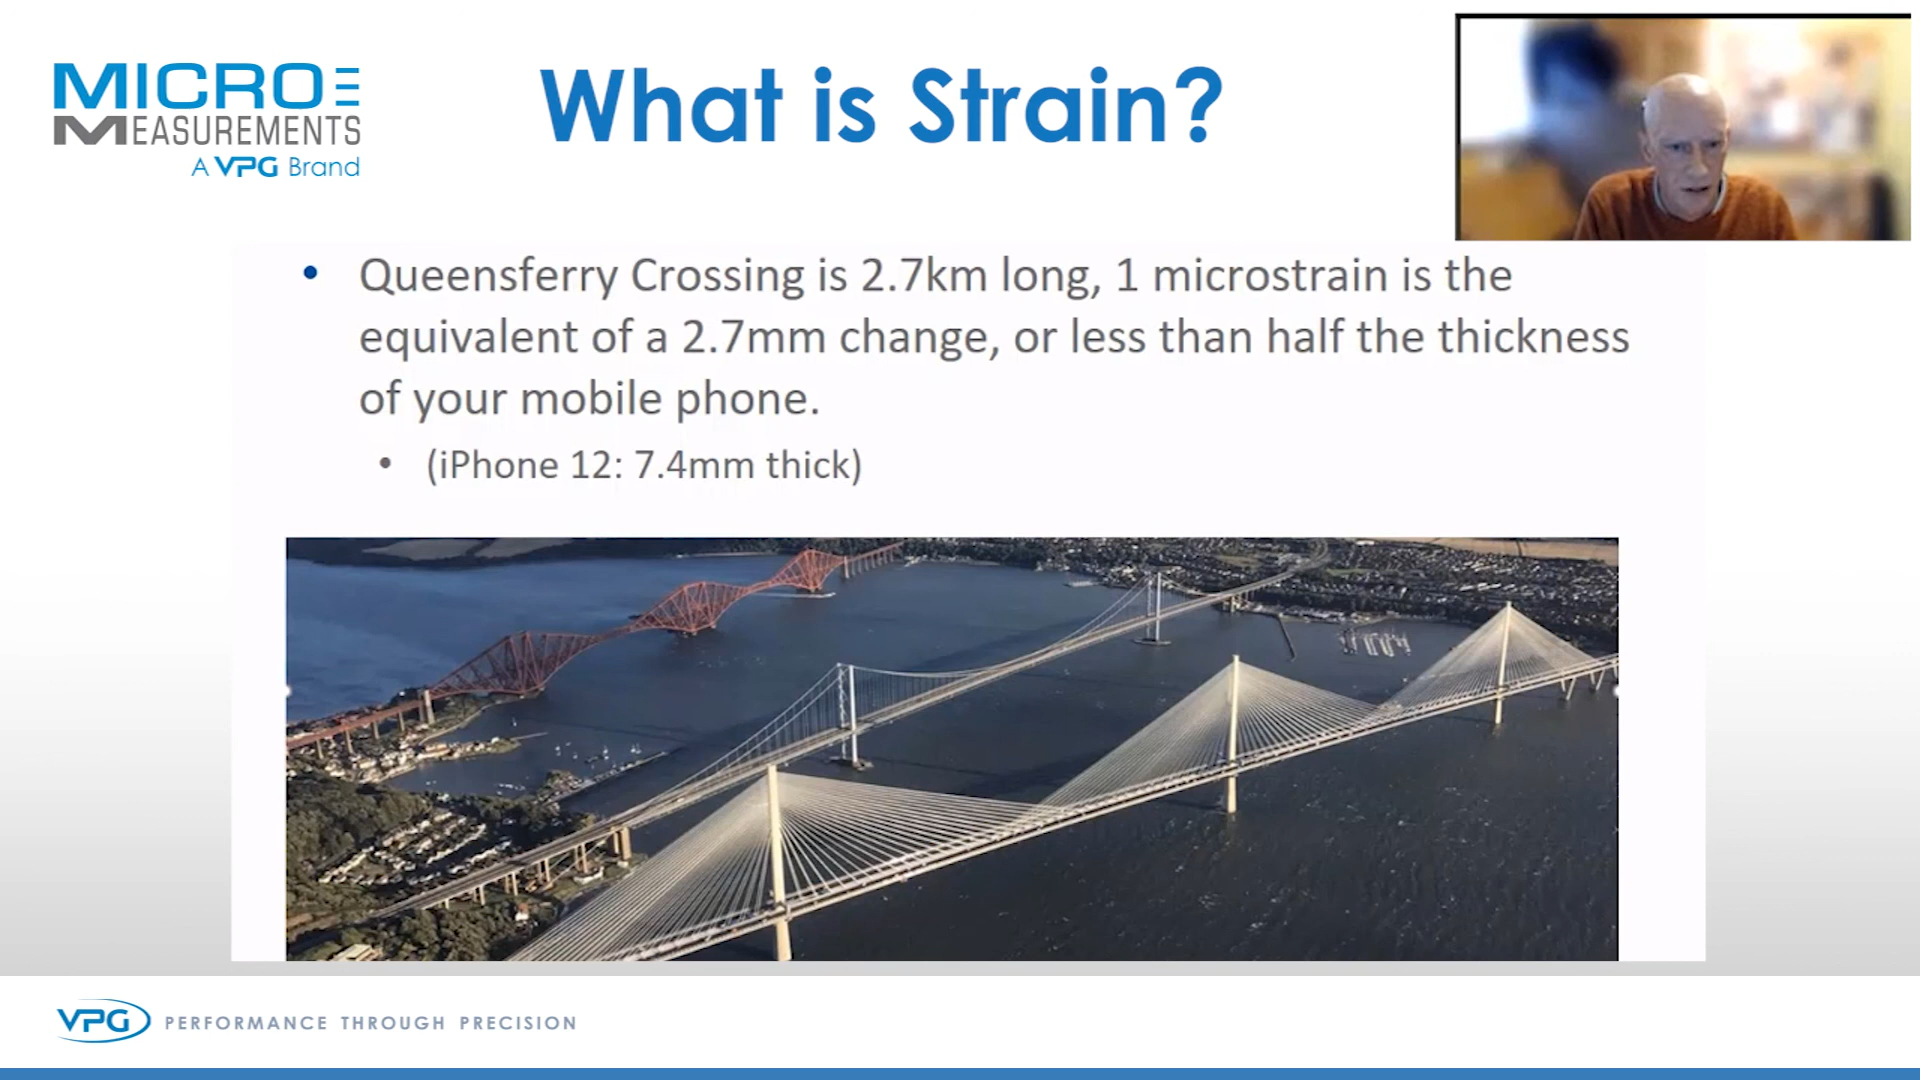 MICRO
MEASUREMENTS
A VPG Brand
What is Strain?
• Queensferry Crossing is 2.7km long, 1 microstrain is the
equivalent of a 2.7mm change, or less than half the thickness
of your mobile phone.
• (iPhone 12: 7.4mm thick)
VPG PERFORMANCE THROUGH PRECISION